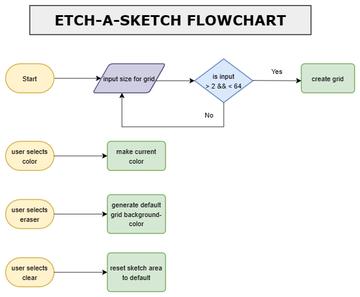 ETCH-A-SKETCH FLOWCHART
Start
input size for grid
is input
> 2 && < 64
Yes
create grid
No
user selects
color
make current
color
user selects
eraser
generate default
grid background-
color
user selects
clear
reset sketch area
to default